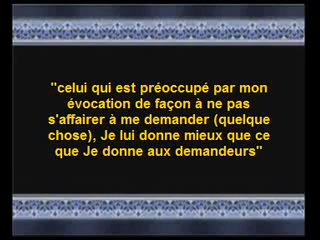 "celui qui est préoccupé par mon
évocation de façon à ne pas
s'affairer à me demander (quelque
chose), Je lui donne mieux que ce
que Je donne aux demandeurs"